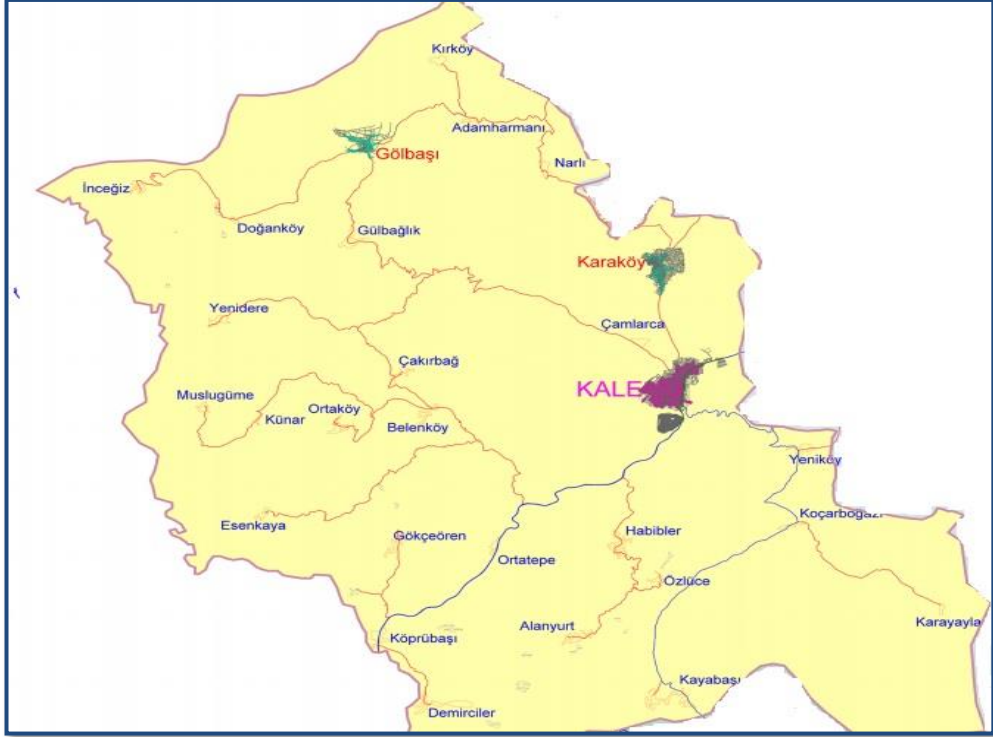 Kırköy
Adamharmanı
Gölbaşı
Narlı
İnceğiz
Doğanköy
Gülbağlık
Karaköy
Yenidere
Çamlarca
Çakırbağ
KALE
Muslugüme
Künar
Ortaköy
Belenköy
Yeniköy
Esenkaya
Koçarboğazı
Gökçeören
Habibler
Ortatepe
Özlüce
Karayayla
Alanyurt
Köprübaşı
Kayabaşı
Demirciler